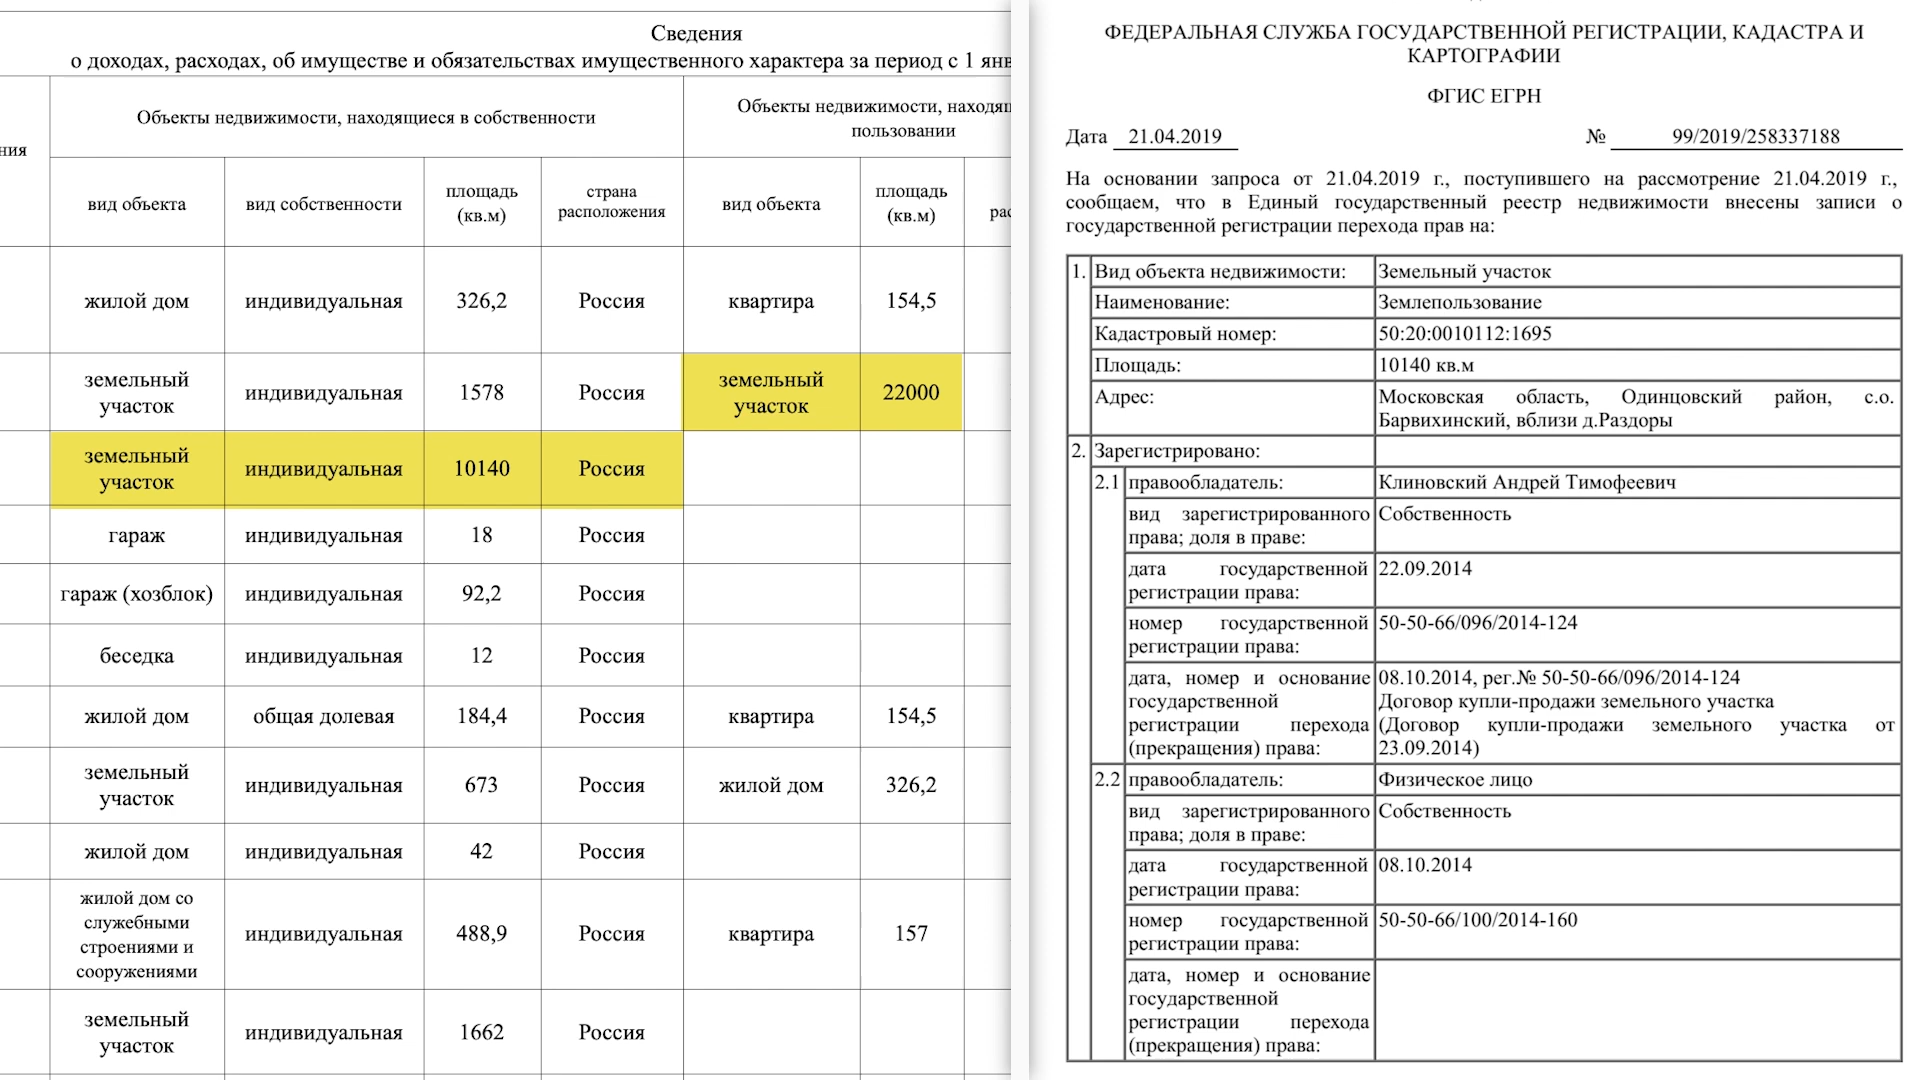 Сведения
о доходах, расходах, об имуществе и обязательствах имущественного характера за период с 1 янв
Объекты недвижимости, находящиеся в собственности
Объекты недвижимости, находя
пользовании
ния
вид объекта
вид собственности
площадь
(кв.м)
страна
расположения
вид объекта
площадь
(кв.м)
рас
жилой дом индивидуальная 326,2 Россия квартира 154,5
земельный
участок
индивидуальная 1578 Россия
земельный
участок
22000
земельный
участок
индивидуальная 10140 Россия
гараж индивидуальная 18 Россия
гараж (хозблок) индивидуальная 92,2 Россия
беседка индивидуальная 12 Россия
жилой дом общая долевая 184,4 Россия квартира 154,5
земельный
участок
индивидуальная 673 Россия жилой дом 326,2
жилой дом индивидуальная 42 Россия
жилой дом со
служебными
строениями и
сооружениями
индивидуальная 488,9 Россия квартира 157
земельный
участок
индивидуальная 1662 Россия
ФЕДЕРАЛЬНАЯ СЛУЖБА ГОСУДАРСТВЕННОЙ РЕГИСТРАЦИИ, КАДАСТРА И
КАРТОГРАФИИ
ФГИС ЕГРН
Дата 21.04.2019 № 99/2019/258337188
На основании запроса от 21.04.2019 г., поступившего на рассмотрение 21.04.2019 г.,
сообщаем, что в Единый государственный реестр недвижимости внесены записи о
государственной регистрации перехода прав на:
1. Вид объекта недвижимости: Земельный участок
Наименование: Землепользование
Кадастровый номер: 50:20:0010112:1695
Площадь: 10140 кв.м
Адрес: Московская область, Одинцовский район, с.о.
Барвихинский, вблизи д.Раздоры
2. Зарегистрировано:
2.1 правообладатель: Клиновский Андрей Тимофеевич
вид зарегистрированного
права; доля в праве:
Собственность
дата государственной
регистрации права:
22.09.2014
номер государственной
регистрации права:
50-50-66/096/2014-124
дата, номер и основание
государственной
регистрации перехода
(прекращения) права:
08.10.2014, рег.№ 50-50-66/096/2014-124
Договор купли-продажи земельного участка
(Договор купли-продажи земельного участка от
23.09.2014)
2.2 правообладатель: Физическое лицо
вид зарегистрированного
права; доля в праве:
Собственность
дата государственной
регистрации права:
08.10.2014
номер государственной
регистрации права:
50-50-66/100/2014-160
дата, номер и основание
государственной
регистрации перехода
(прекращения) права: